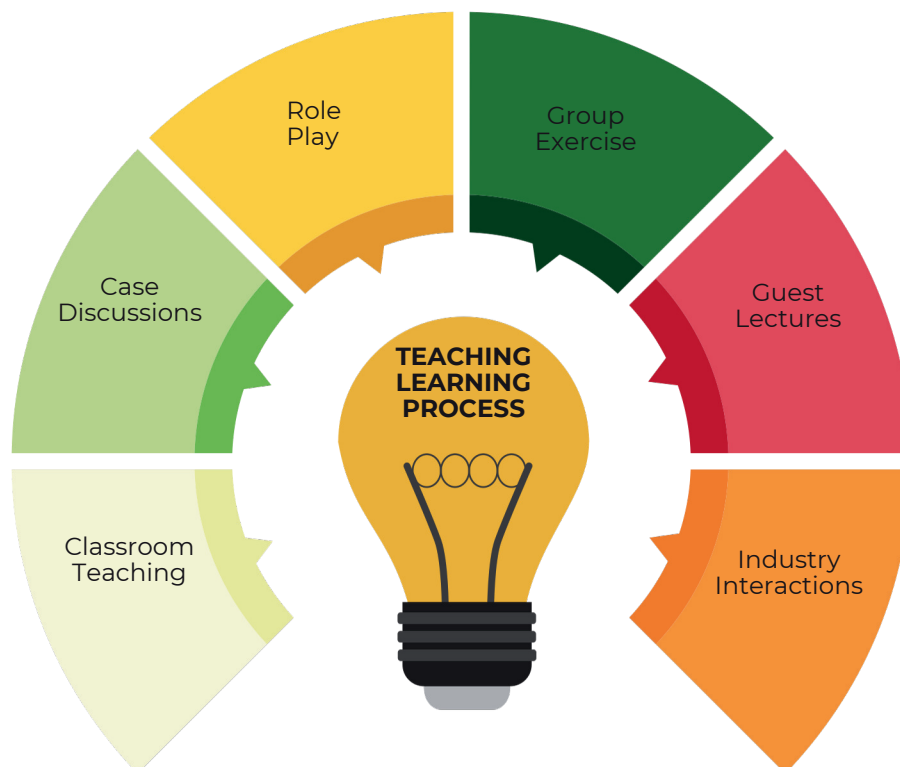 Role
Play
Group
Exercise
Case
Discussions
Guest
Lectures
TEACHING
LEARNING
PROCESS
Classroom
Teaching
Industry
Interactions